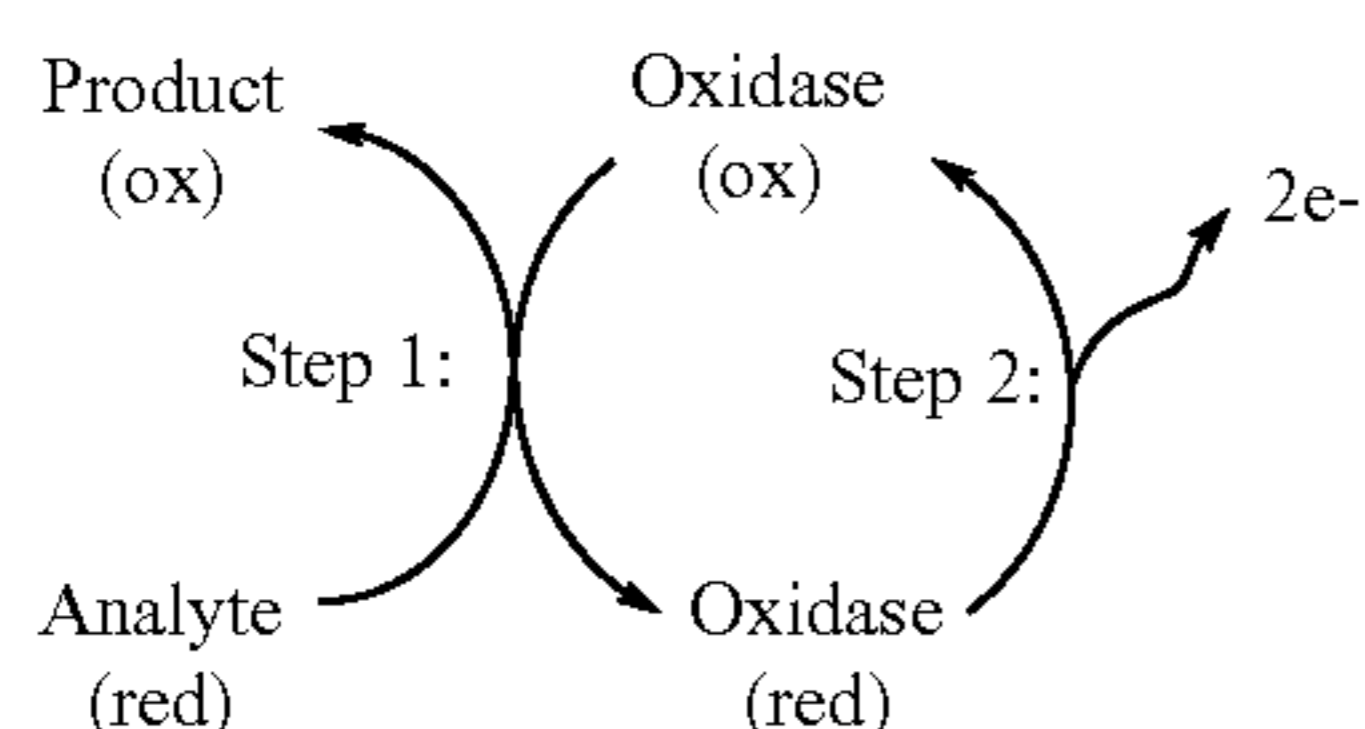 Product
(ox)
Oxidase
(ox)
2e-
Step 1:
Step 2:
Analyte
(red)
Oxidase
(red)